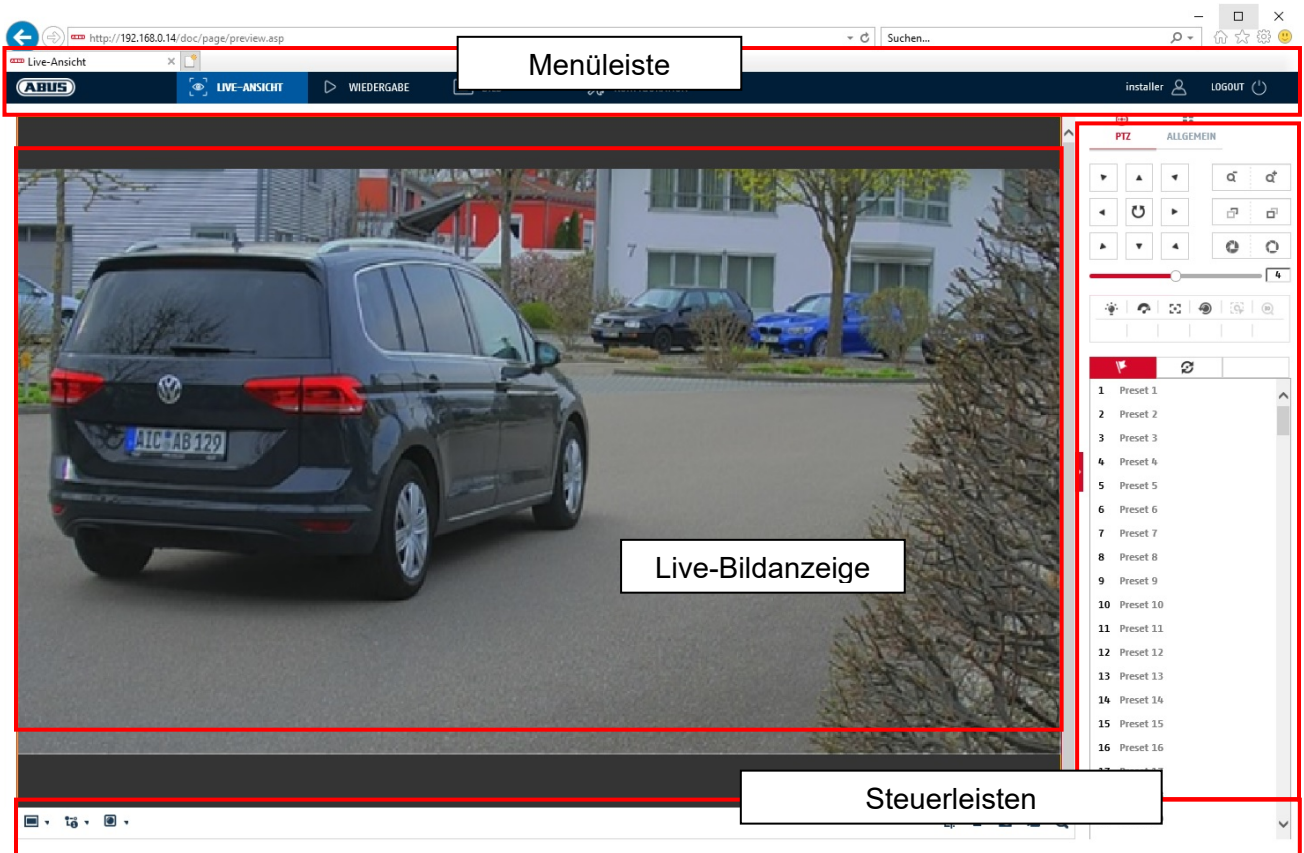 http://192.168.0.14/doc/page/preview.asp
Suchen...
Live-Ansicht
Menüleiste
ABUS
LIVE-ANSICHT
WIEDERGABE
installer
LOGOUT
PTZ
ALLGEMEIN
4
7
AIC AB 129
1 Preset 1
2 Preset 2
3 Preset 3
4 Preset 4
5 Preset 5
6 Preset 6
7 Preset 7
8 Preset 8
9 Preset 9
10 Preset 10
11 Preset 11
12 Preset 12
13 Preset 13
14 Preset 14
15 Preset 15
16 Preset 16
Live-Bildanzeige
Steuerleisten